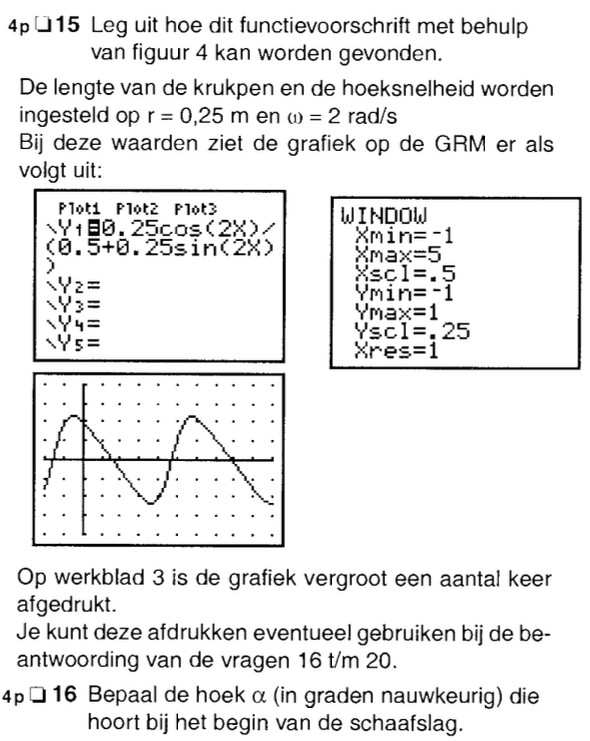 4p ❑ 15 Leg uit hoe dit functievoorschrift met behulp
van figuur 4 kan worden gevonden.
De lengte van de krukpen en de hoeksnelheid worden
ingesteld op r = 0,25 m en ω = 2 rad/s
Bij deze waarden ziet de grafiek op de GRM er als
volgt uit:
Plot1 Plot2 Plot3
\Y1=0.25cos(2X)/
(0.5+0.25sin(2X)
)
\Y2=
\Y3=
\Y4=
\Y5=
WINDOW
Xmin=-1
Xmax=5
Xscl=.5
Ymin=-1
Ymax=1
Yscl=.25
Xres=1
Op werkblad 3 is de grafiek vergroot een aantal keer
afgedrukt.
Je kunt deze afdrukken eventueel gebruiken bij de be-
antwoording van de vragen 16 t/m 20.
4p ❑ 16 Bepaal de hoek α (in graden nauwkeurig) die
hoort bij het begin van de schaafslag.